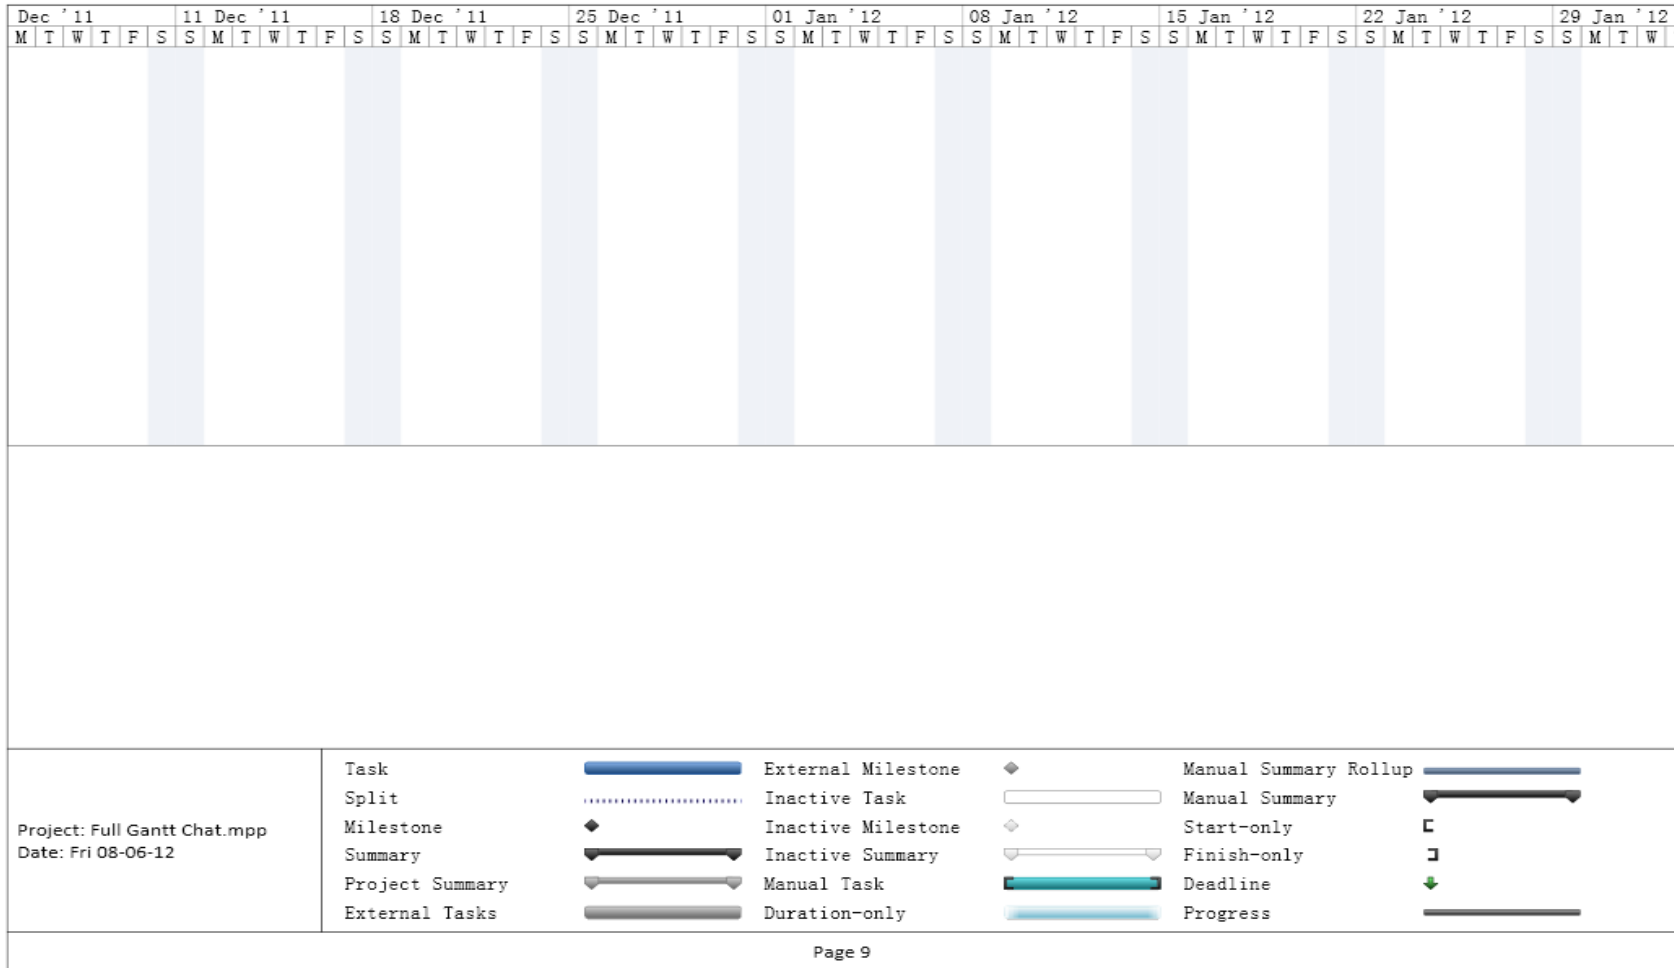 Dec '11 11 Dec '11 18 Dec '11 25 Dec '11 01 Jan '12 08 Jan '12 15 Jan '12 22 Jan '12 29 Jan '12
M T W T F S S M T W T F S S M T W T F S S M T W T F S S M T W T F S S M T W T F S S M T W T F S S M T W T F S S M T W
Task External Milestone Manual Summary Rollup
Split Inactive Task Manual Summary
Milestone Inactive Milestone Start-only
Summary Inactive Summary Finish-only
Project Summary Manual Task Deadline
External Tasks Duration-only Progress
Project: Full Gantt Chat.mpp
Date: Fri 08-06-12
Page 9